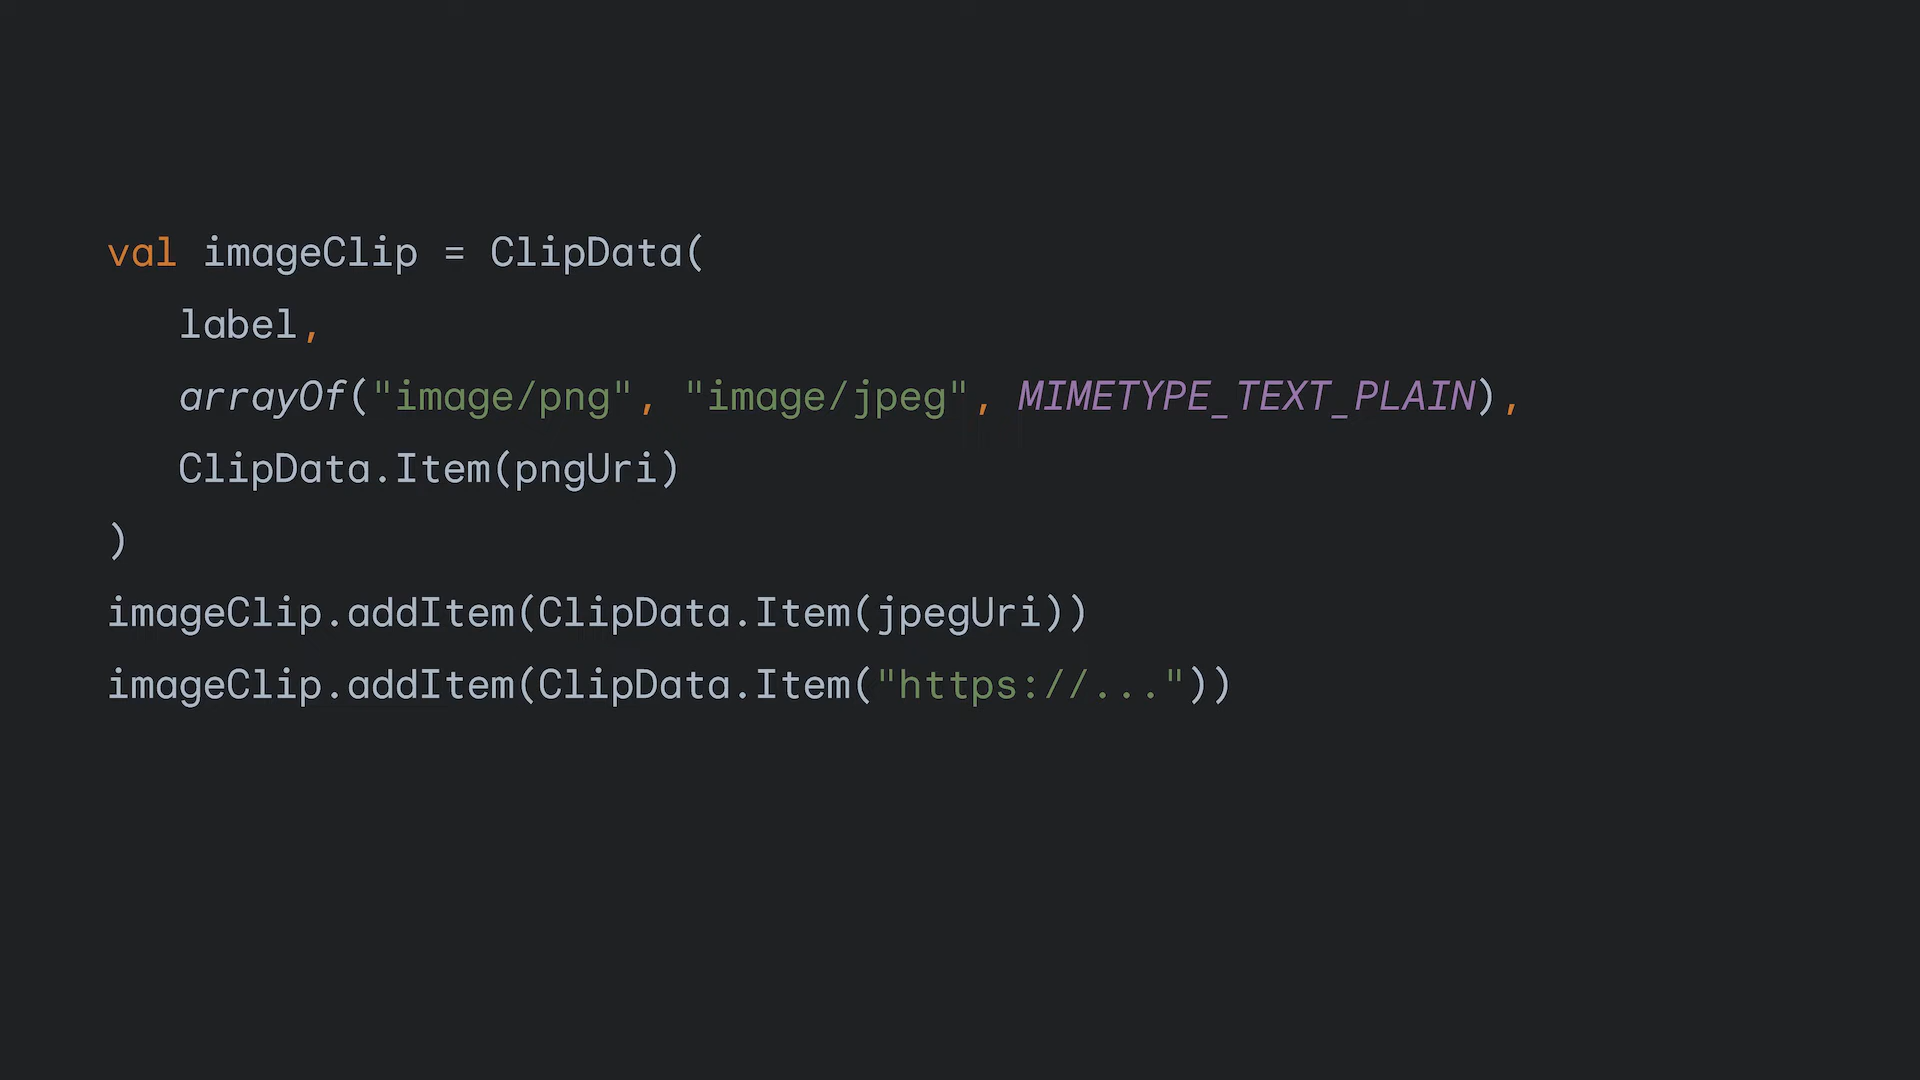 val imageClip = ClipData(
   label,
   arrayOf("image/png", "image/jpeg", MIMETYPE_TEXT_PLAIN),
   ClipData.Item(pngUri)
)
imageClip.addItem(ClipData.Item(jpegUri))
imageClip.addItem(ClipData.Item("https://..."))